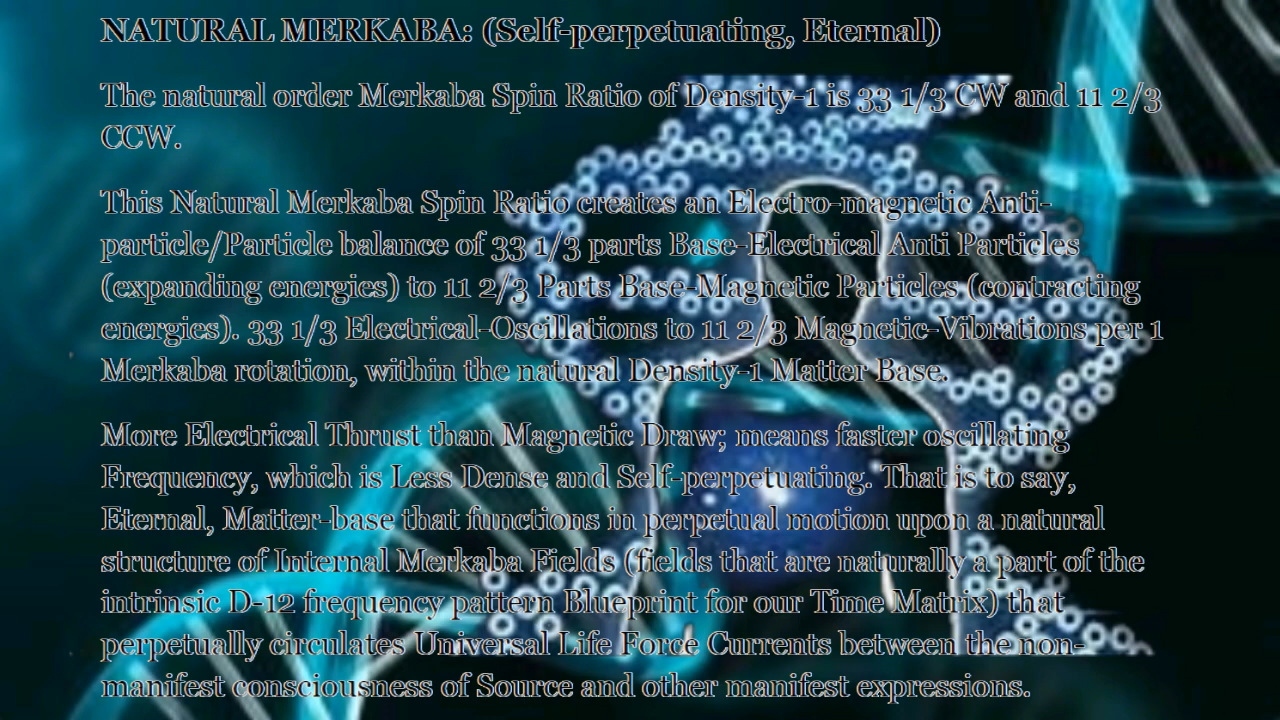 NATURAL MERKABA: (Self-perpetuating, Eternal)
The natural order Merkaba Spin Ratio of Density-1 is 33 1/3 CW and 11 2/3
CCW.
This Natural Merkaba Spin Ratio creates an Electro-magnetic Anti-
particle/Particle balance of 33 1/3 parts Base-Electrical Anti Particles
(expanding energies) to 11 2/3 Parts Base-Magnetic Particles (contracting
energies). 33 1/3 Electrical-Oscillations to 11 2/3 Magnetic-Vibrations per 1
Merkaba rotation, within the natural Density-1 Matter Base.
More Electrical Thrust than Magnetic Draw; means faster oscillating
Frequency, which is Less Dense and Self-perpetuating. That is to say,
Eternal, Matter-base that functions in perpetual motion upon a natural
structure of Internal Merkaba Fields (fields that are naturally a part of the
intrinsic D-12 frequency pattern Blueprint for our Time Matrix) that
perpetually circulates Universal Life Force Currents between the non-
manifest consciousness of Source and other manifest expressions.